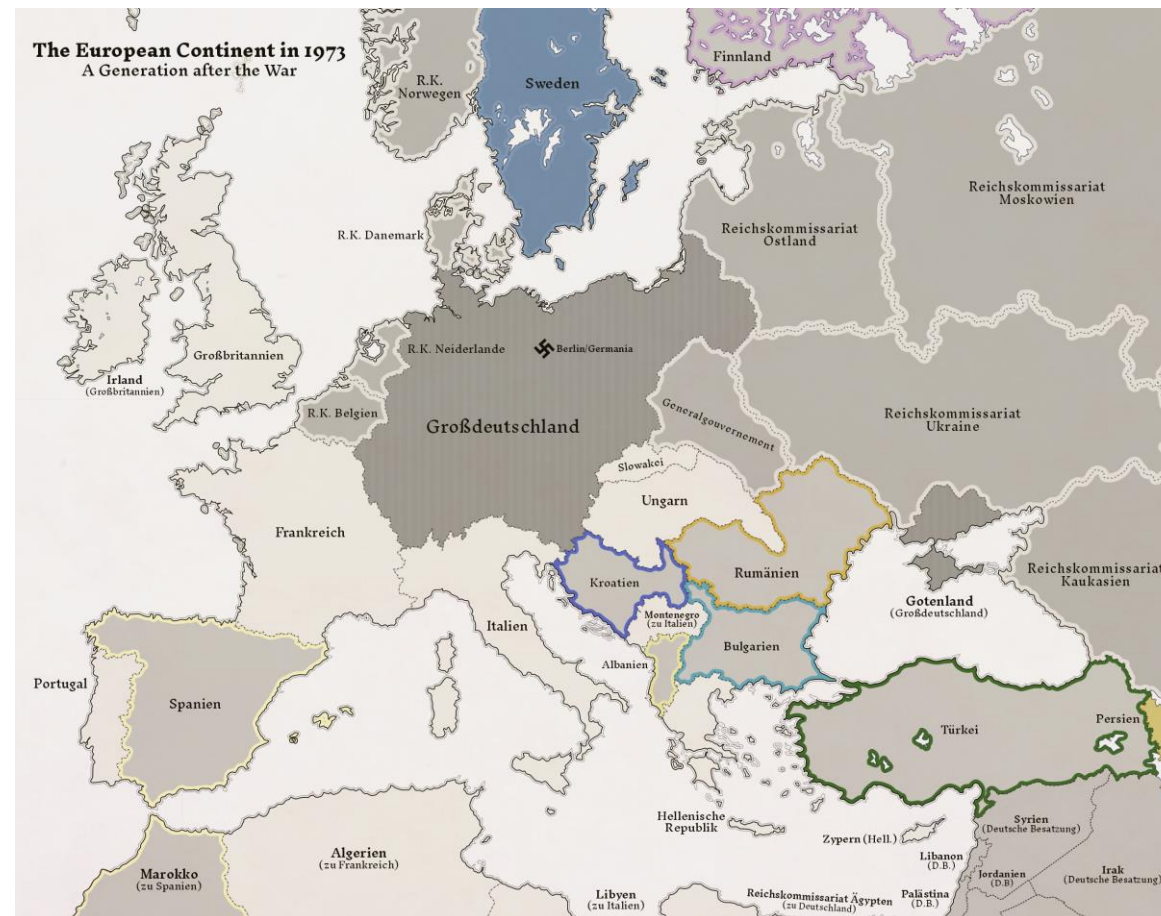 The European Continent in 1973
A Generation after the War
Finnland
R.K.
Norwegen
Sweden
Reichskommissariat
Moskowien
R.K. Danemark
Reichskommissariat
Ostland
Großbritannien
Irland
(Großbritannien)
R.K. Neiderlande
Berlin/Germania
R.K. Belgien
Großdeutschland
Generalgouvernement
Reichskommissariat
Ukraine
Slowakei
Ungarn
Frankreich
Kroatien
Rumänien
Reichskommissariat
Kaukasien
Gotenland
(Großdeutschland)
Italien
Montenegro
(zu Italien)
Bulgarien
Albanien
Portugal
Spanien
Türkei
Persien
Hellenische
Republik
Zypern (Hell.)
Syrien
(Deutsche Besatzung)
Marokko
(zu Spanien)
Algerien
(zu Frankreich)
Libanon
(D.B.)
Jordanien
(D.B)
Irak
(Deutsche Besatzung)
Libyen
(zu Italien)
Reichskommissariat Ägypten
(zu Deutschland)
Palästina
(D.B.)